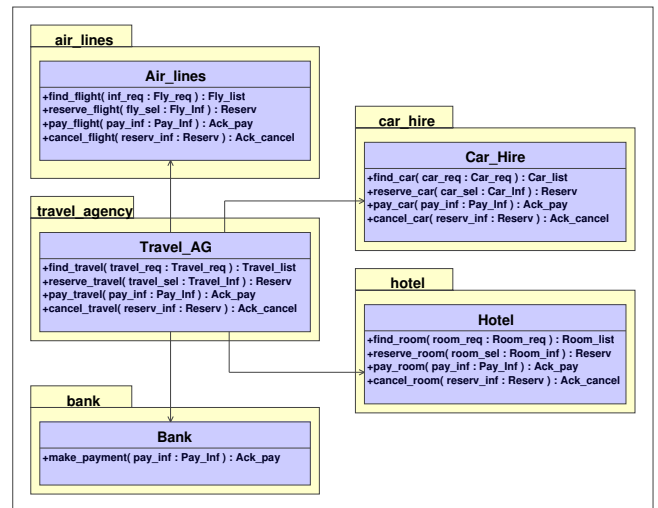 air_lines
Air_lines
+find_flight( inf_req : Fly_req ) : Fly_list
+reserve_flight( fly_sel : Fly_Inf ) : Reserv
+pay_flight( pay_inf : Pay_Inf ) : Ack_pay
+cancel_flight( reserv_inf : Reserv ) : Ack_cancel
car_hire
Car_Hire
+find_car( car_req : Car_req ) : Car_list
+reserve_car( car_sel : Car_Inf ) : Reserv
+pay_car( pay_inf : Pay_Inf ) : Ack_pay
+cancel_car( reserv_inf : Reserv ) : Ack_cancel
travel_agency
Travel_AG
+find_travel( travel_req : Travel_req ) : Travel_list
+reserve_travel( travel_sel : Travel_Inf ) : Reserv
+pay_travel( pay_inf : Pay_Inf ) : Ack_pay
+cancel_travel( reserv_inf : Reserv ) : Ack_cancel
hotel
Hotel
+find_room( room_req : Room_req ) : Room_list
+reserve_room( room_sel : Room_inf ) : Reserv
+pay_room( pay_inf : Pay_Inf ) : Ack_pay
+cancel_room( reserv_inf : Reserv ) : Ack_cancel
bank
Bank
+make_payment( pay_inf : Pay_Inf ) : Ack_pay